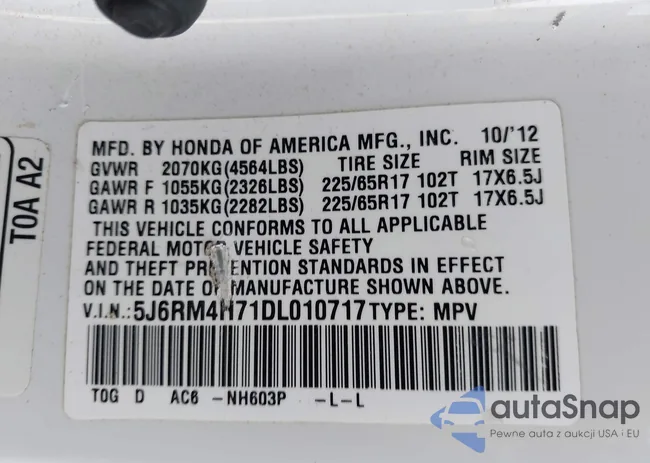 MFD. BY HONDA OF AMERICA MFG., INC. 10/'12
GVWR 2070KG(4564LBS) TIRE SIZE RIM SIZE
GAWR F 1055KG(2326LBS) 225/65R17 102T 17X6.5J
GAWR R 1035KG(2282LBS) 225/65R17 102T 17X6.5J
THIS VEHICLE CONFORMS TO ALL APPLICABLE
FEDERAL MOTOR VEHICLE SAFETY
AND THEFT PREVENTION STANDARDS IN EFFECT
ON THE DATE OF MANUFACTURE SHOWN ABOVE.
V.I.N.: 5J6RM4H71DL010717 TYPE: MPV
TOG D AC6 -NH603P -L-L
TOA A2
autaSnap
Pewne auta z aukcji USA i EU